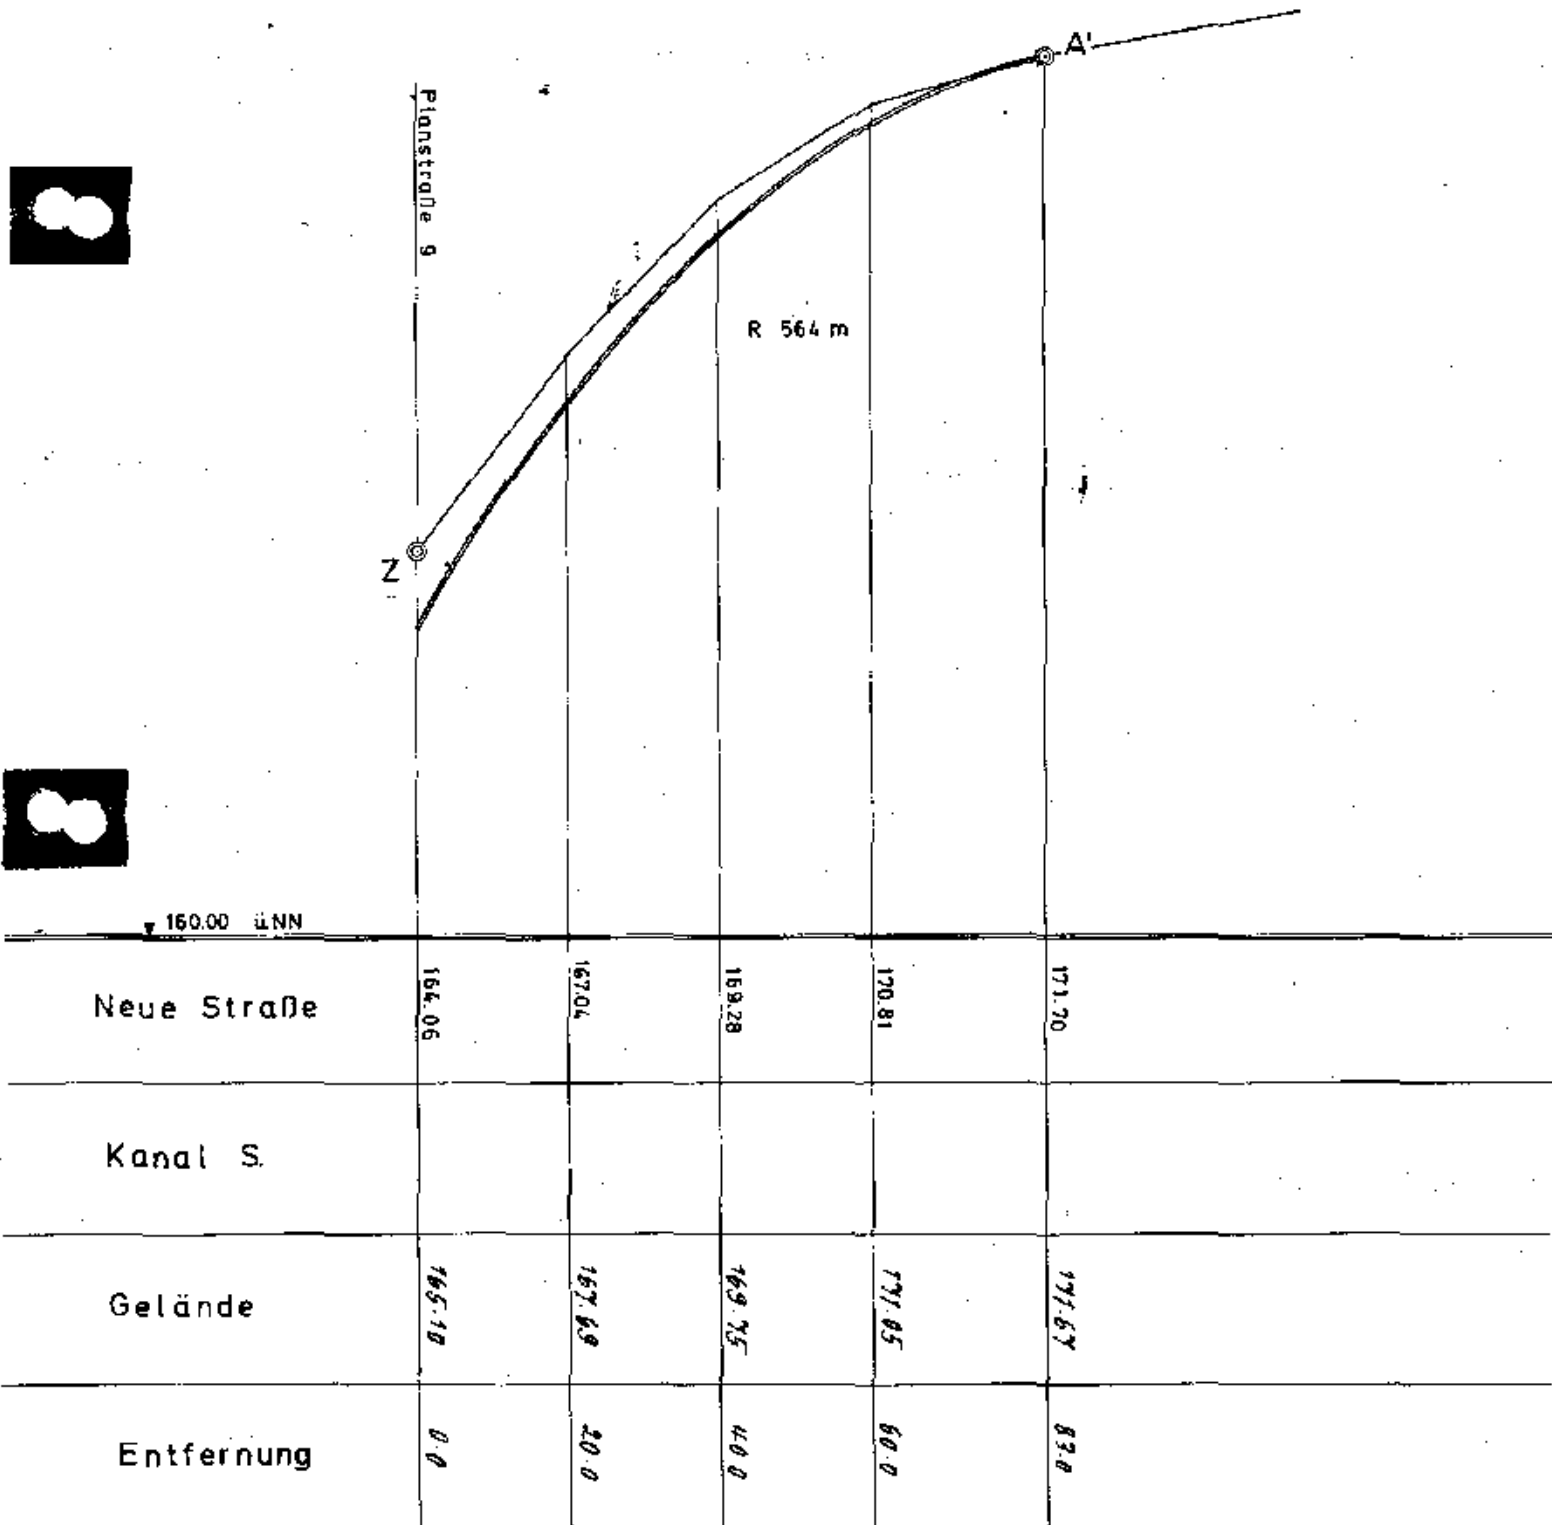 A'
Planstraße 9
R 564 m
Z
160.00 ü.NN
Neue Straße 164.06 167.04 169.28 170.81 171.70
Kanal S.
Gelände 165.10 167.69 169.75 171.05 171.67
Entfernung 0.0 20.0 40.0 60.0 83.0